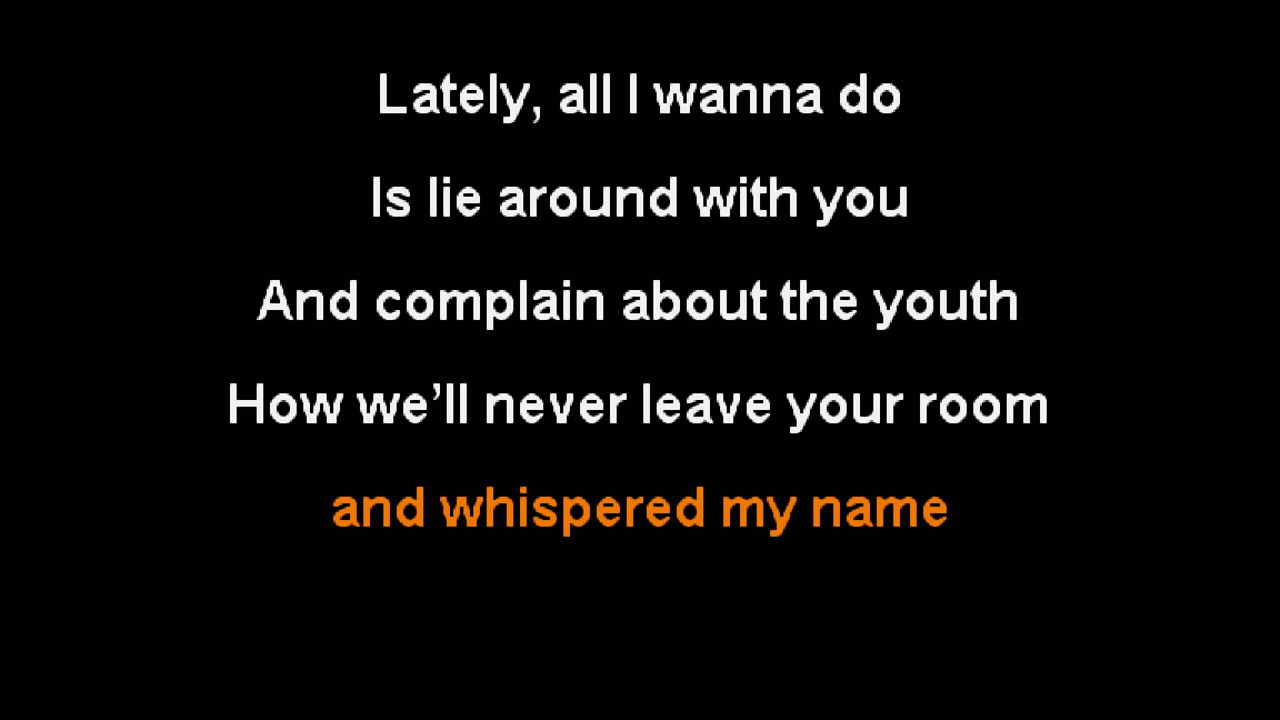 Lately, all I wanna do
Is lie around with you
And complain about the youth
How we’ll never leave your room
and whispered my name